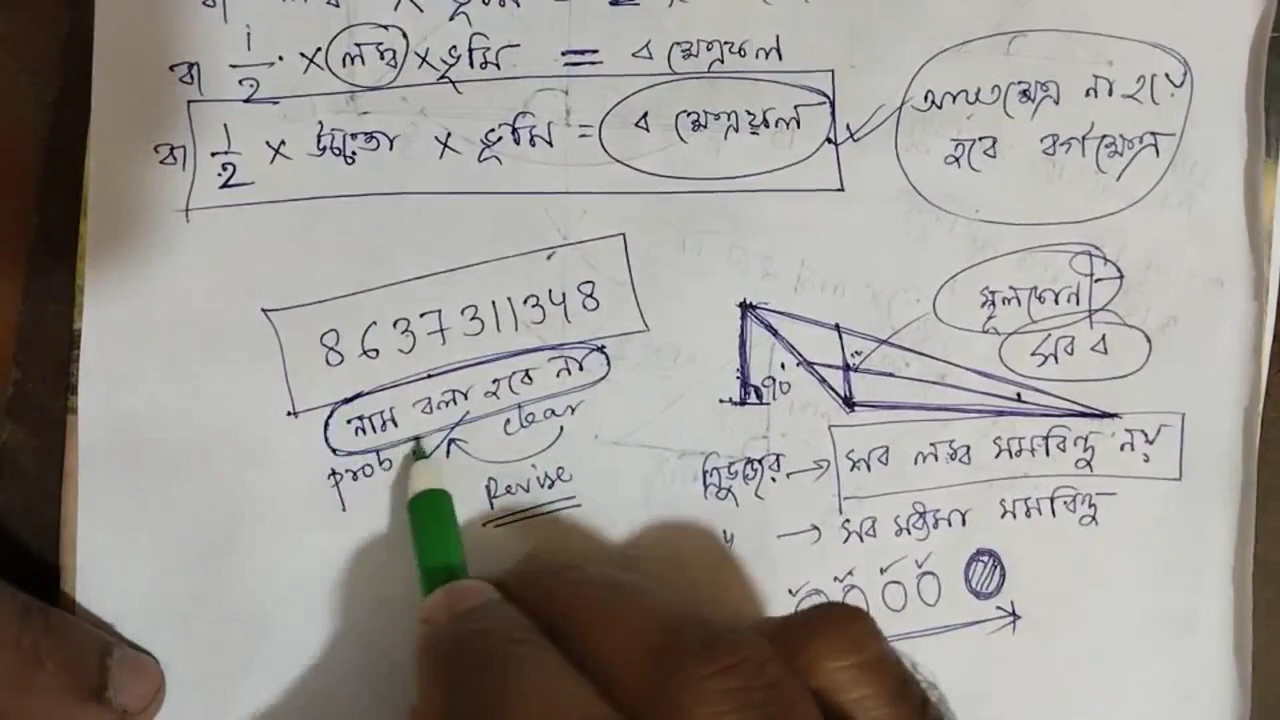 বা 1/2 × লম্ব × ভূমি = ব ক্ষেত্রফল
বা 1/2 × উচ্চতা × ভূমি = ব ক্ষেত্রফল
আয়তক্ষেত্র না হয়ে
হবে বর্গক্ষেত্র
8637311348
নাম বলা হবে না
prob
clear
Revise
স্থূলকোণ
সব ব
90°
ত্রিভুজের → সব লম্ব সমবিন্দু নয়
" → সব মধ্যমা সমবিন্দু